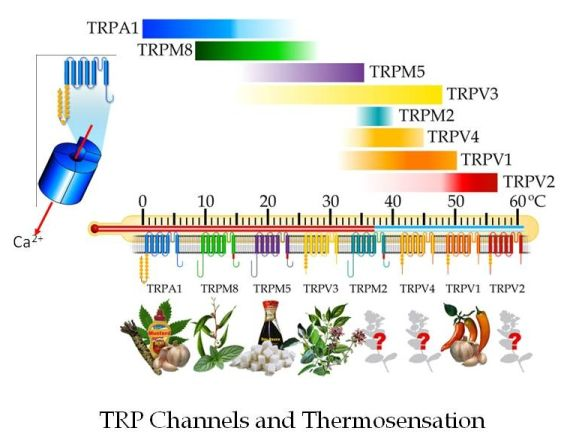 TRPA1
TRPM8
TRPM5
TRPV3
TRPM2
TRPV4
TRPV1
TRPV2
0 10 20 30 40 50 60 °C
Ca²⁺
TRPA1 TRPM8 TRPM5 TRPV3 TRPM2 TRPV4 TRPV1 TRPV2
Mustard
? ? ?
TRP Channels and Thermosensation